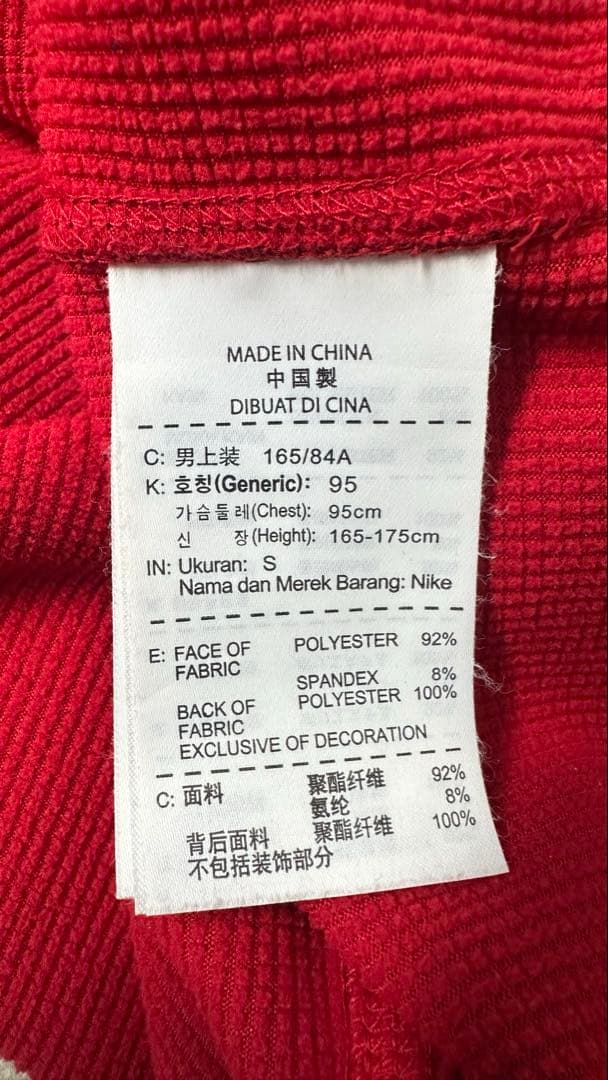 MADE IN CHINA
中国製
DIBUAT DI CINA
C: 男上装 165/84A
K: 호칭(Generic): 95
가슴둘레(Chest): 95cm
신 장(Height): 165-175cm
IN: Ukuran: S
Nama dan Merek Barang: Nike
E: FACE OF FABRIC POLYESTER 92%
SPANDEX 8%
BACK OF FABRIC POLYESTER 100%
EXCLUSIVE OF DECORATION
C: 面料 聚酯纤维 92%
氨纶 8%
背后面料 聚酯纤维 100%
不包括装饰部分